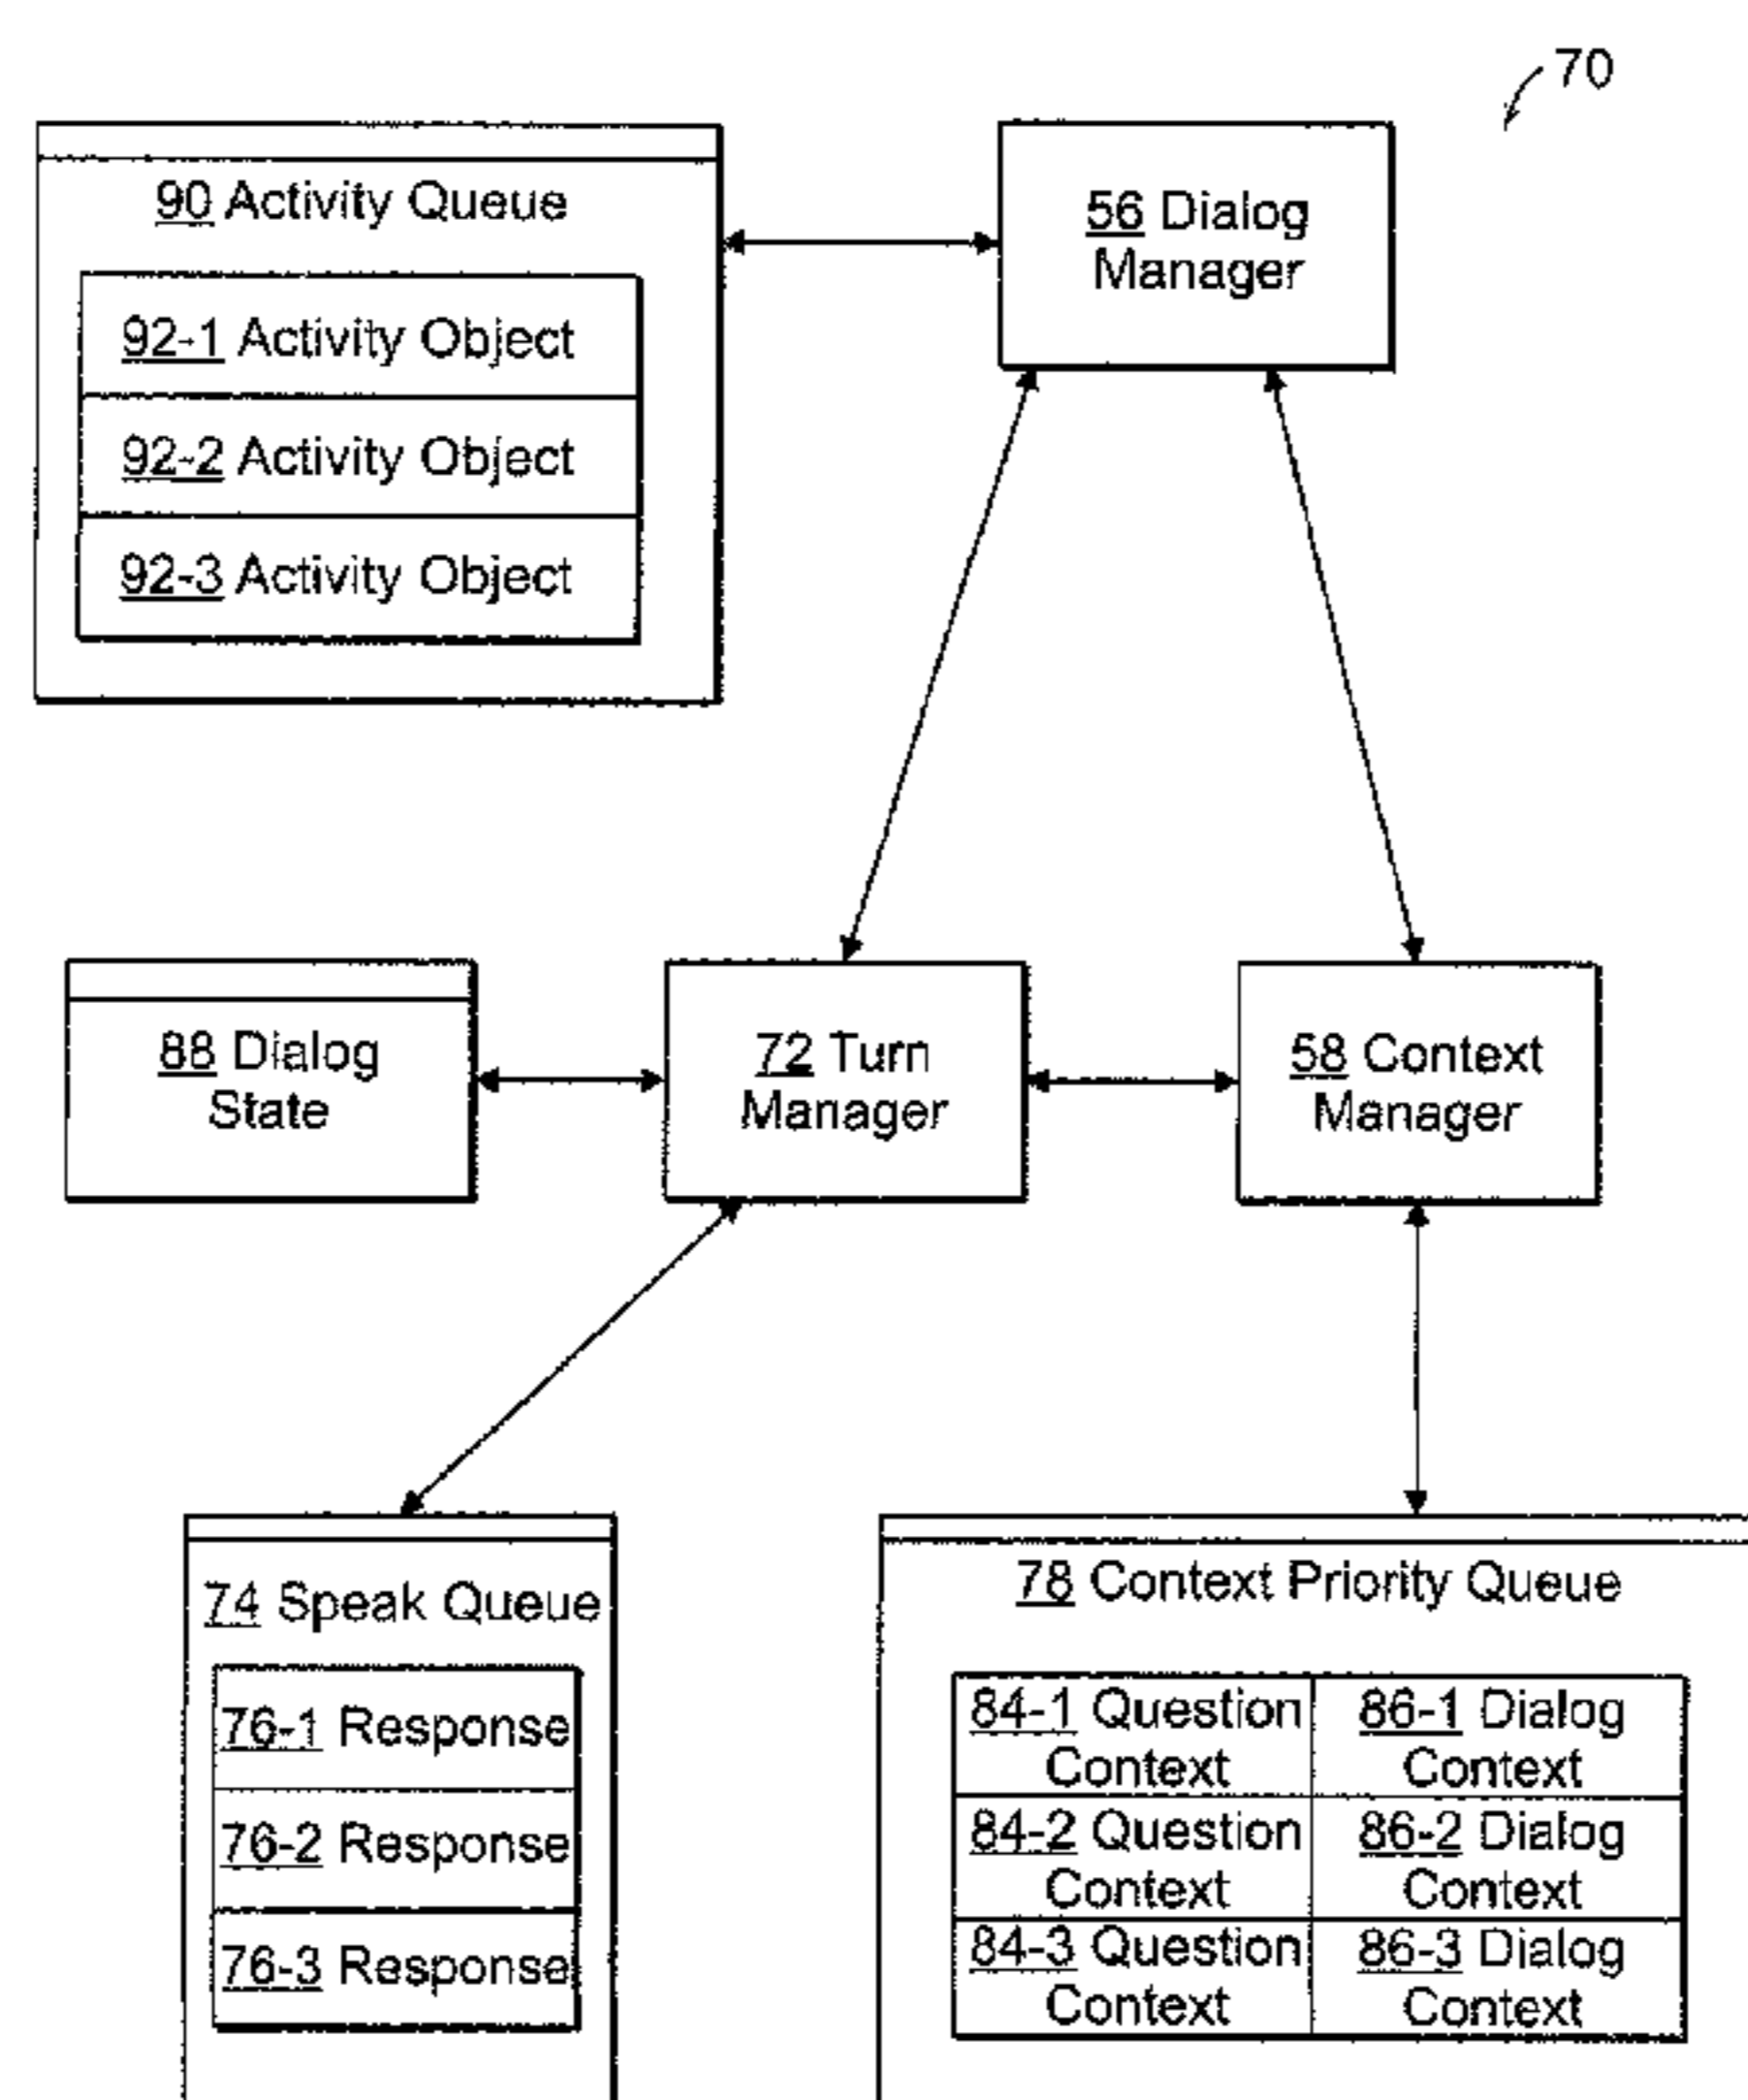 70
90 Activity Queue
56 Dialog
Manager
92-1 Activity Object
92-2 Activity Object
92-3 Activity Object
88 Dialog
State
72 Turn
Manager
58 Context
Manager
74 Speak Queue
76-1 Response
76-2 Response
76-3 Response
78 Context Priority Queue
84-1 Question
Context
86-1 Dialog
Context
84-2 Question
Context
86-2 Dialog
Context
84-3 Question
Context
86-3 Dialog
Context